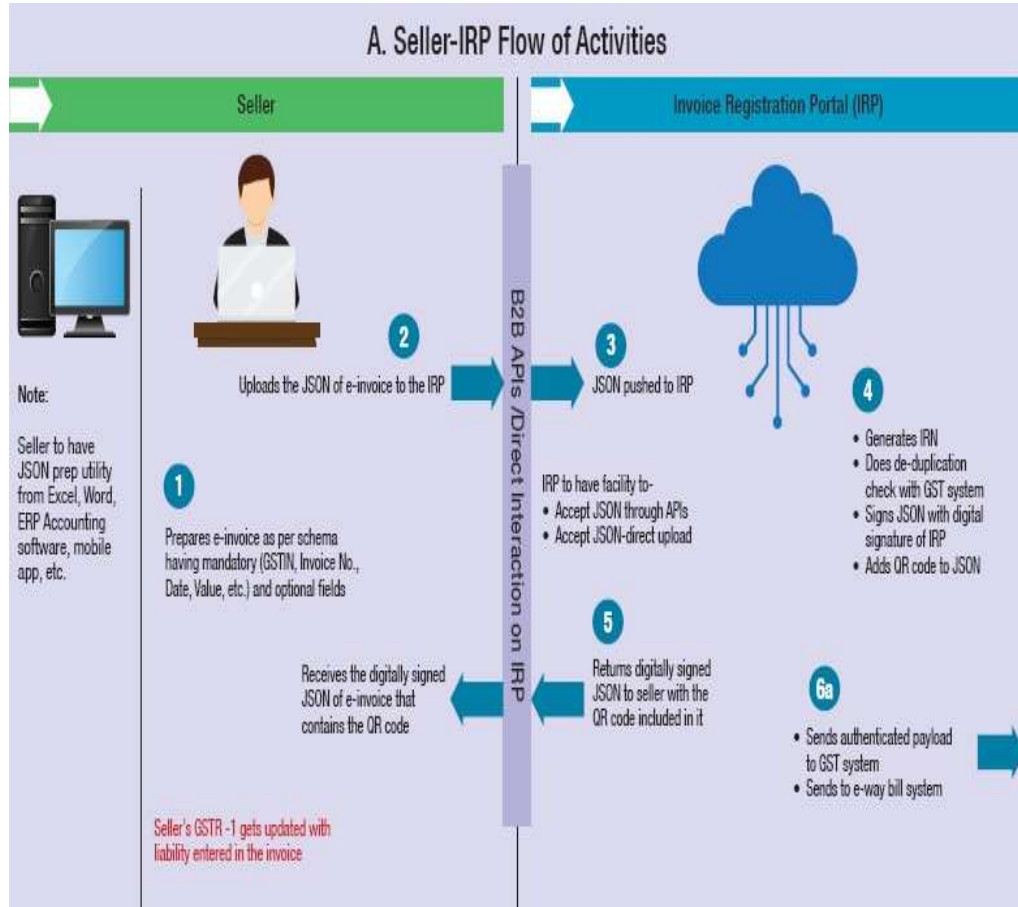 A. Seller-IRP Flow of Activities
Seller
Invoice Registration Portal (IRP)
Note:
Seller to have
JSON prep utility
from Excel, Word,
ERP Accounting
software, mobile
app, etc.
1
Prepares e-invoice as per schema
having mandatory (GSTIN, Invoice No.,
Date, Value, etc.) and optional fields
2
Uploads the JSON of e-invoice to the IRP
B2B APIs /Direct Interaction on IRP
3
JSON pushed to IRP
IRP to have facility to-
• Accept JSON through APIs
• Accept JSON-direct upload
4
• Generates IRN
• Does de-duplication
check with GST system
• Signs JSON with digital
signature of IRP
• Adds QR code to JSON
5
Returns digitally signed
JSON to seller with the
QR code included in it
Receives the digitally signed
JSON of e-invoice that
contains the QR code
6a
• Sends authenticated payload
to GST system
• Sends to e-way bill system
Seller's GSTR -1 gets updated with
liability entered in the invoice